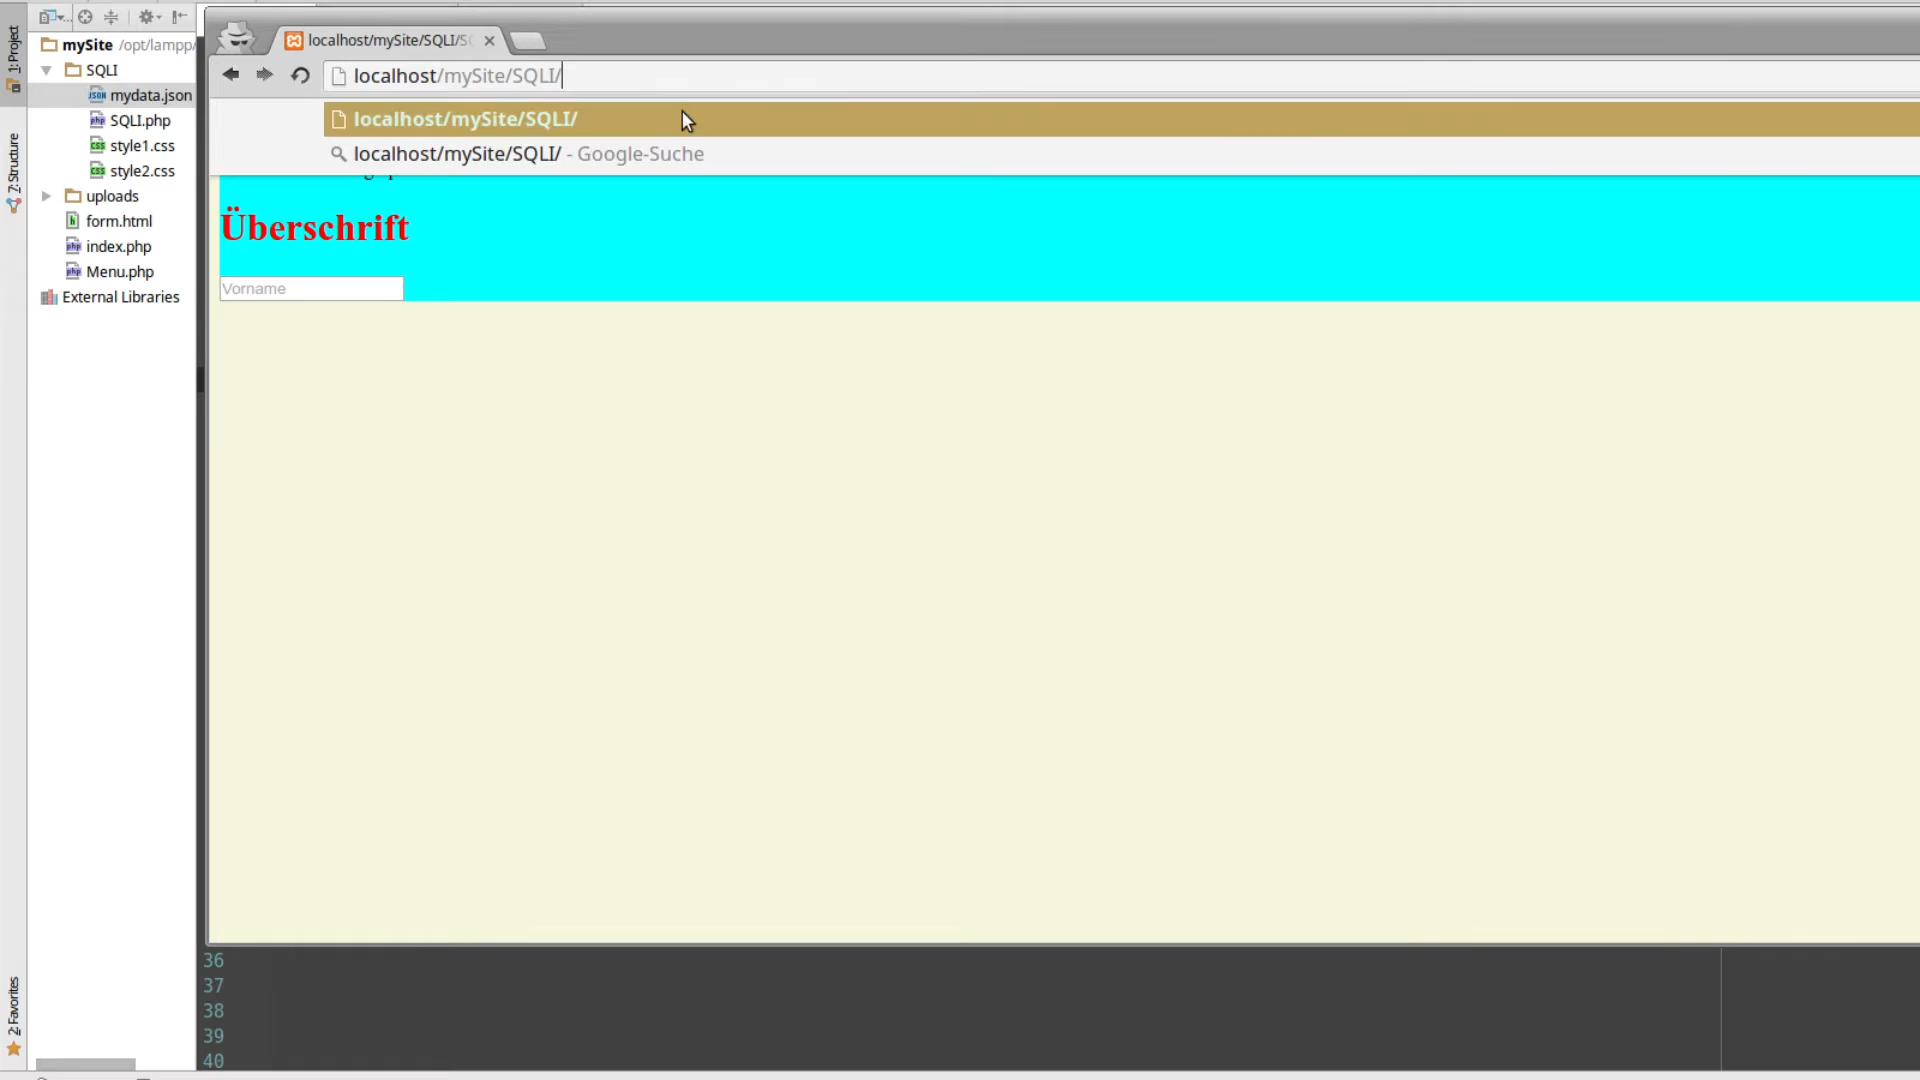 1: Project
7: Structure
2: Favorites
mySite /opt/lampp/
SQLI
mydata.json
SQLI.php
style1.css
style2.css
uploads
form.html
index.php
Menu.php
External Libraries
localhost/mySite/SQLI/S
localhost/mySite/SQLI/
localhost/mySite/SQLI/
localhost/mySite/SQLI/ - Google-Suche
Überschrift
Vorname
36
37
38
39
40